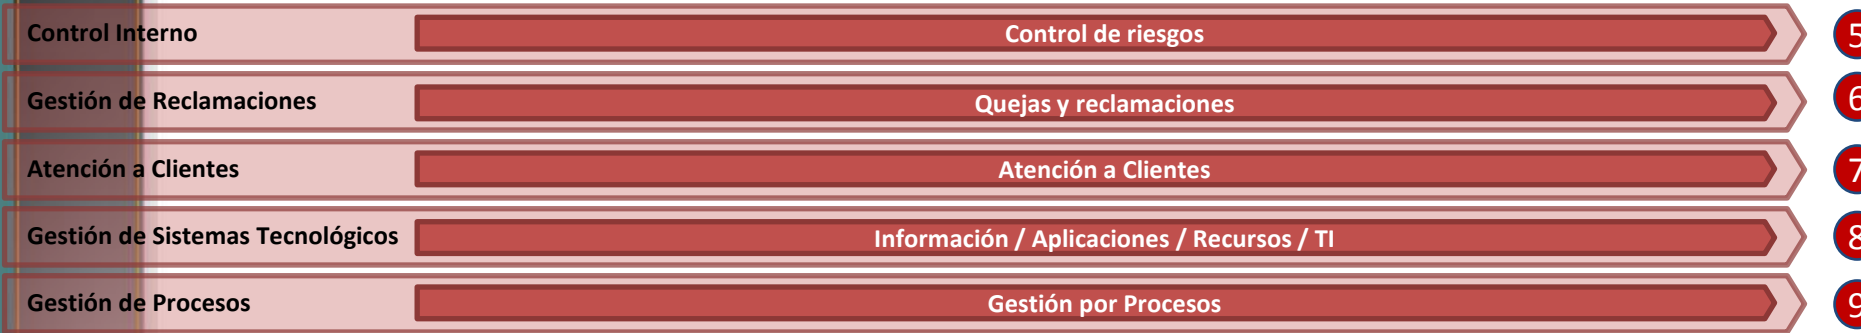 Control Interno Control de riesgos 5
Gestión de Reclamaciones Quejas y reclamaciones 6
Atención a Clientes Atención a Clientes 7
Gestión de Sistemas Tecnológicos Información / Aplicaciones / Recursos / TI 8
Gestión de Procesos Gestión por Procesos 9